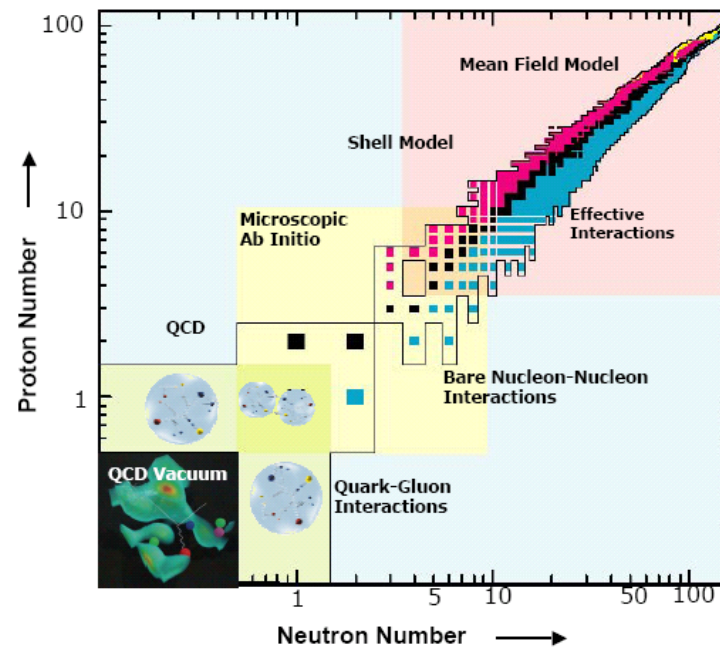 100
Mean Field Model
Shell Model
10
Microscopic
Ab Initio
Effective
Interactions
QCD
Bare Nucleon-Nucleon
Interactions
1
QCD Vacuum
Quark-Gluon
Interactions
Proton Number
1
5
10
50
100
Neutron Number